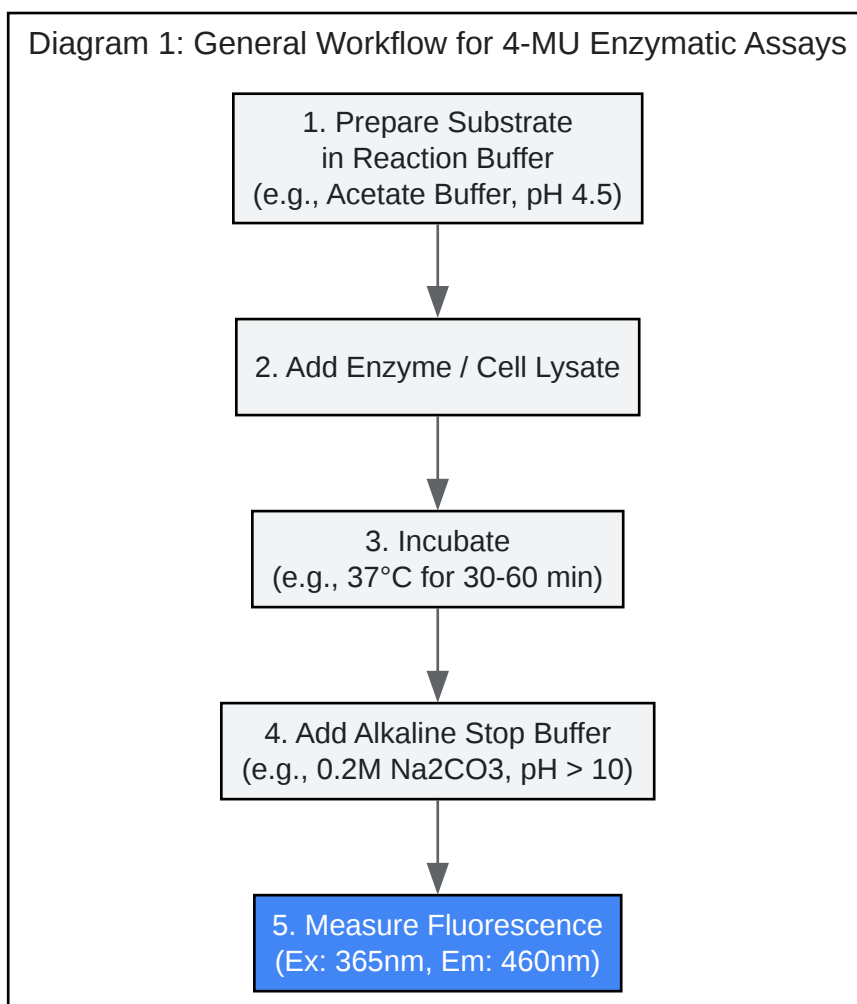 Diagram 1: General Workflow for 4-MU Enzymatic Assays
1. Prepare Substrate
in Reaction Buffer
(e.g., Acetate Buffer, pH 4.5)
2. Add Enzyme / Cell Lysate
3. Incubate
(e.g., 37°C for 30-60 min)
4. Add Alkaline Stop Buffer
(e.g., 0.2M Na2CO3, pH > 10)
5. Measure Fluorescence
(Ex: 365nm, Em: 460nm)